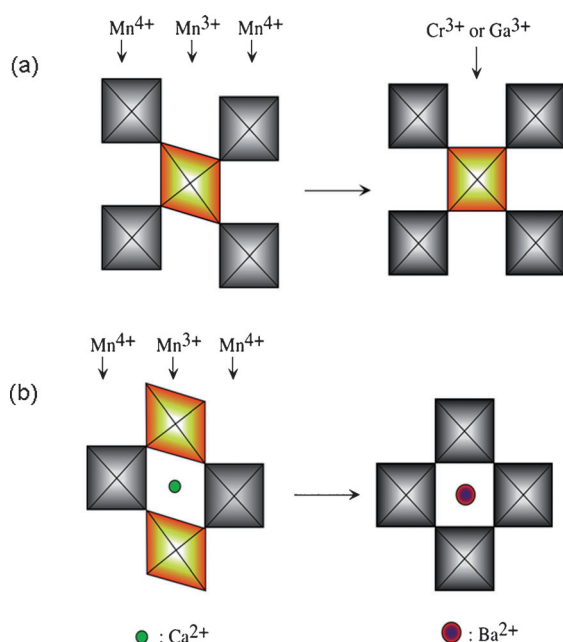 Mn4+ Mn3+ Mn4+ Cr3+ or Ga3+
(a)
Mn4+ Mn3+ Mn4+
(b)
: Ca2+ : Ba2+